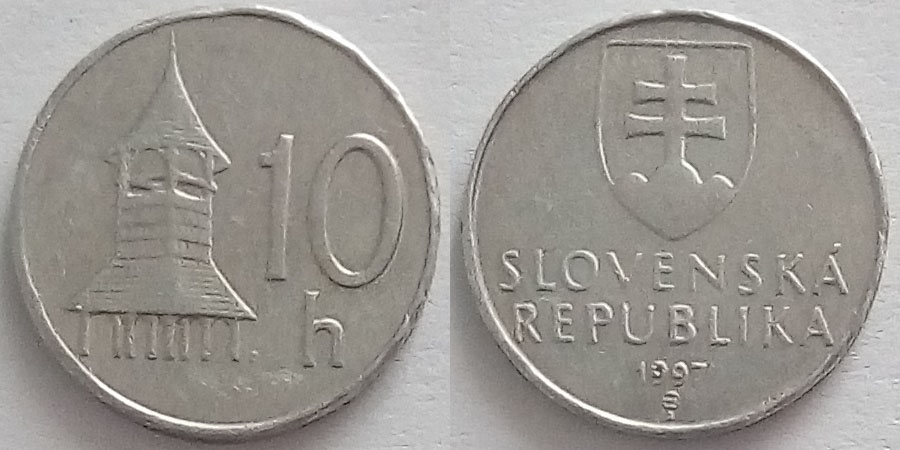 10
h
SLOVENSKÁ
REPUBLIKA
1997